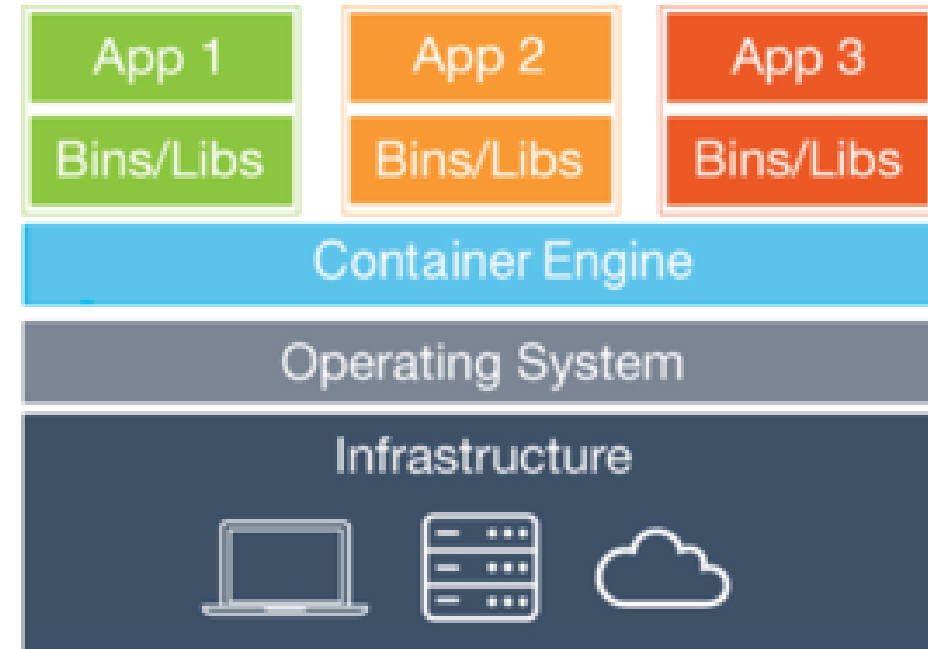 App 1
App 2
App 3
Bins/Libs
Bins/Libs
Bins/Libs
Container Engine
Operating System
Infrastructure